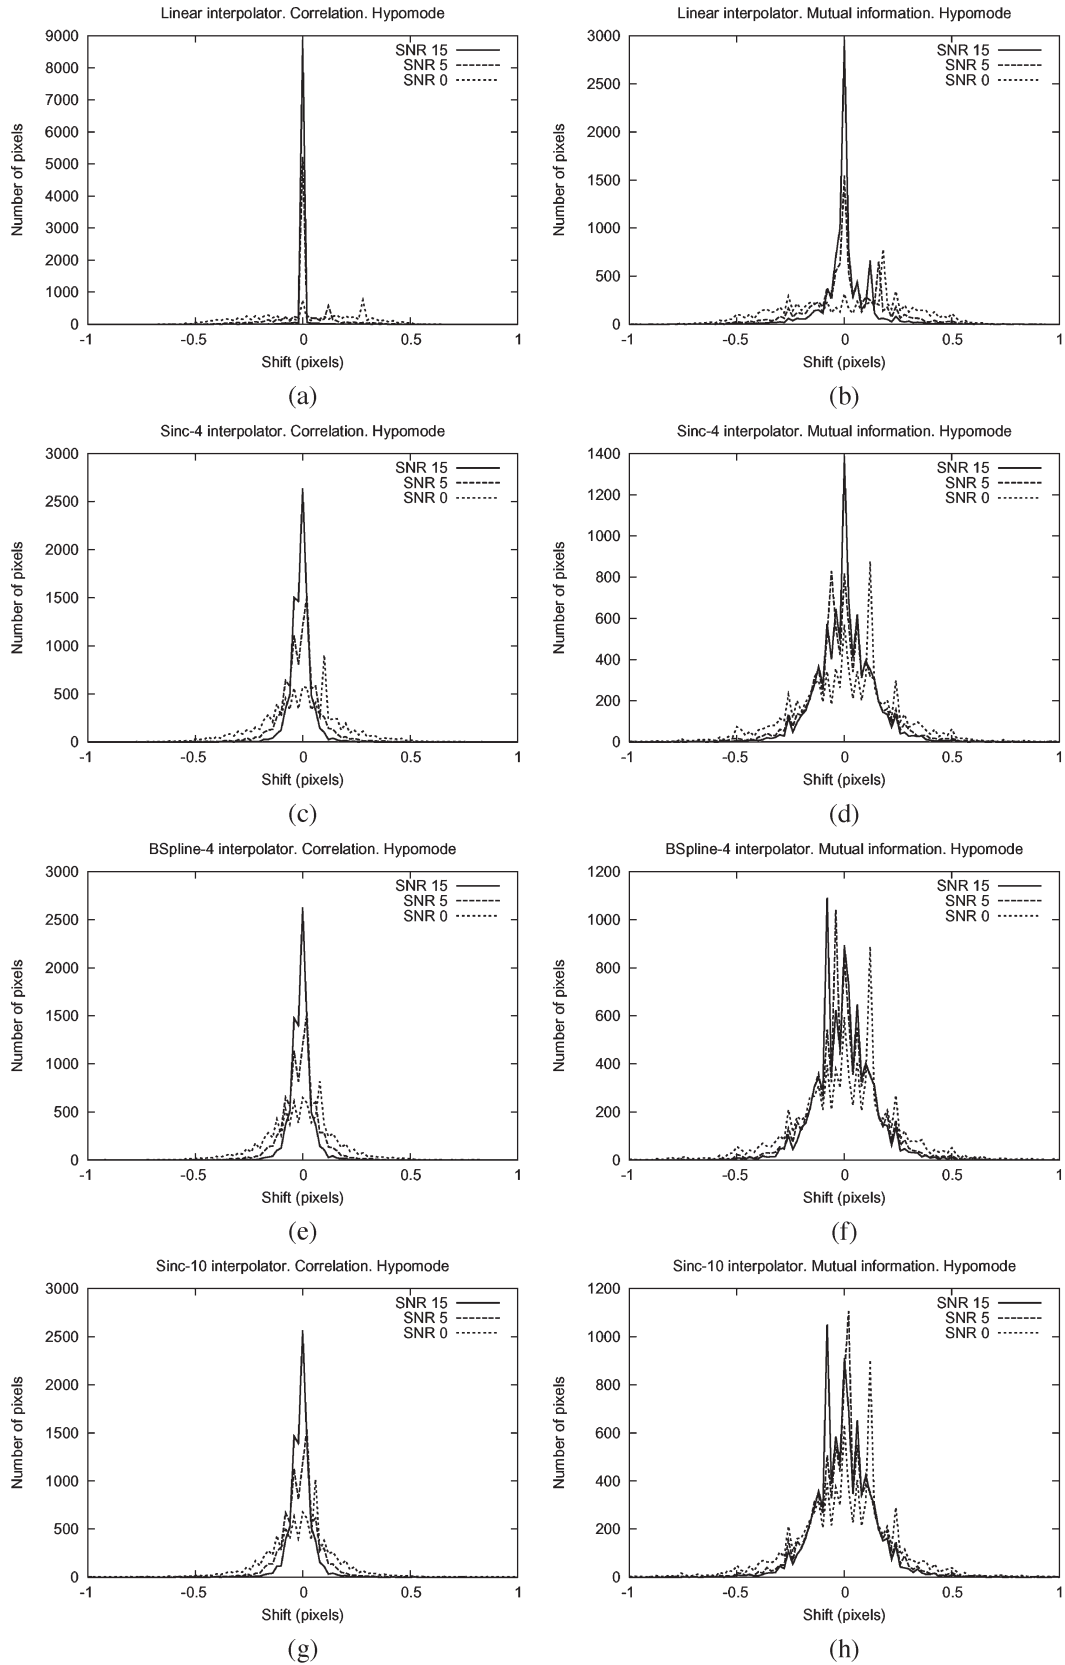 Linear interpolator. Correlation. Hypomode
9000
8000
7000
6000
5000
4000
3000
2000
1000
0
Number of pixels
SNR 15
SNR 5
SNR 0
-1
-0.5
0
0.5
1
Shift (pixels)
(a)
Linear interpolator. Mutual information. Hypomode
3000
2500
2000
1500
1000
500
0
Number of pixels
SNR 15
SNR 5
SNR 0
-1
-0.5
0
0.5
1
Shift (pixels)
(b)
Sinc-4 interpolator. Correlation. Hypomode
3000
2500
2000
1500
1000
500
0
Number of pixels
SNR 15
SNR 5
SNR 0
-1
-0.5
0
0.5
1
Shift (pixels)
(c)
Sinc-4 interpolator. Mutual information. Hypomode
1400
1200
1000
800
600
400
200
0
Number of pixels
SNR 15
SNR 5
SNR 0
-1
-0.5
0
0.5
1
Shift (pixels)
(d)
BSpline-4 interpolator. Correlation. Hypomode
3000
2500
2000
1500
1000
500
0
Number of pixels
SNR 15
SNR 5
SNR 0
-1
-0.5
0
0.5
1
Shift (pixels)
(e)
BSpline-4 interpolator. Mutual information. Hypomode
1200
1000
800
600
400
200
0
Number of pixels
SNR 15
SNR 5
SNR 0
-1
-0.5
0
0.5
1
Shift (pixels)
(f)
Sinc-10 interpolator. Correlation. Hypomode
3000
2500
2000
1500
1000
500
0
Number of pixels
SNR 15
SNR 5
SNR 0
-1
-0.5
0
0.5
1
Shift (pixels)
(g)
Sinc-10 interpolator. Mutual information. Hypomode
1200
1000
800
600
400
200
0
Number of pixels
SNR 15
SNR 5
SNR 0
-1
-0.5
0
0.5
1
Shift (pixels)
(h)